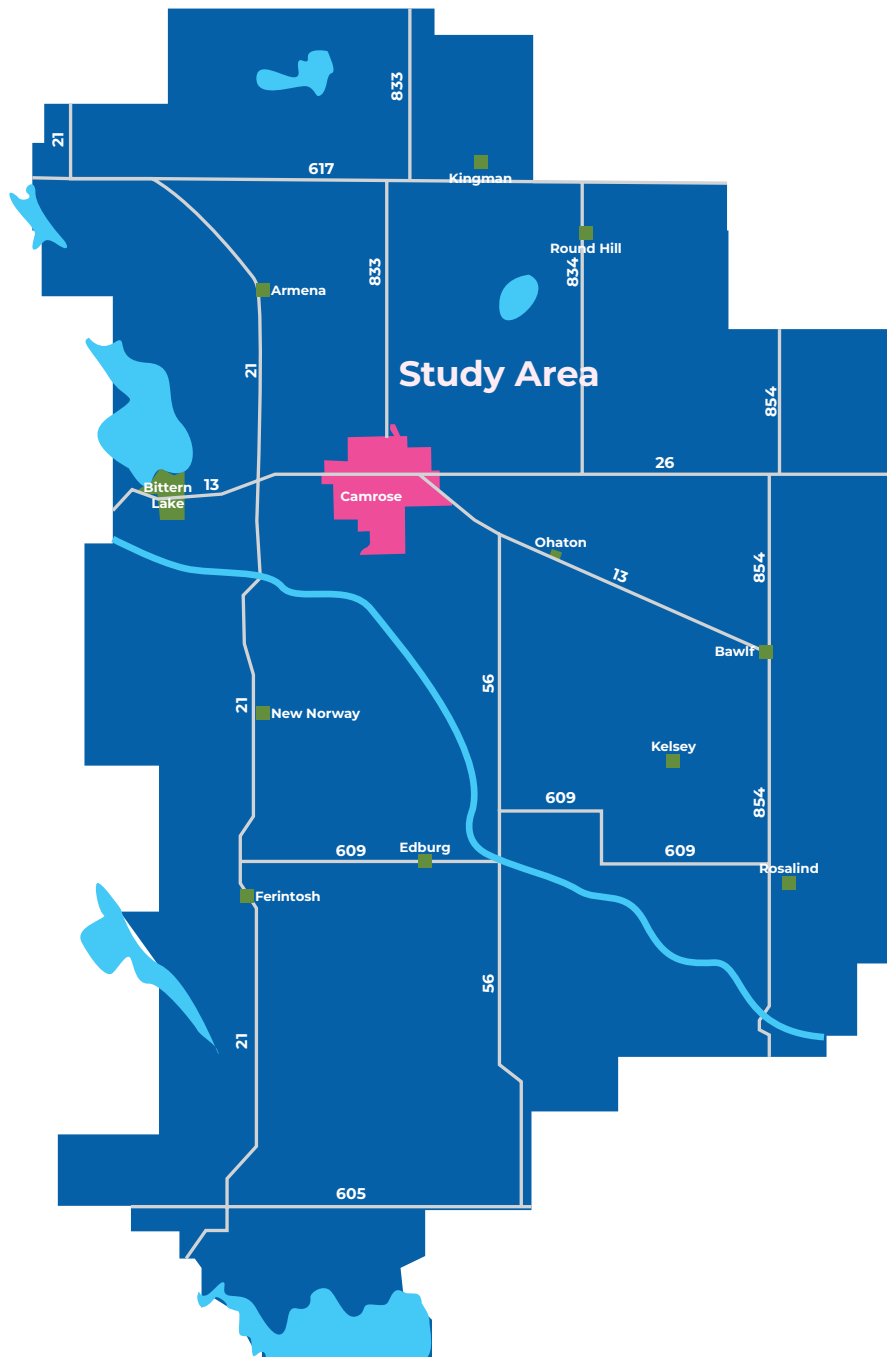 833
21
617
Kingman
Round Hill
833
834
Armena
21
Study Area
854
26
13
Bittern
Lake
Camrose
Ohaton
13
854
Bawlf
56
21
New Norway
Kelsey
609
854
609
Edburg
609
Rosalind
Ferintosh
56
21
605